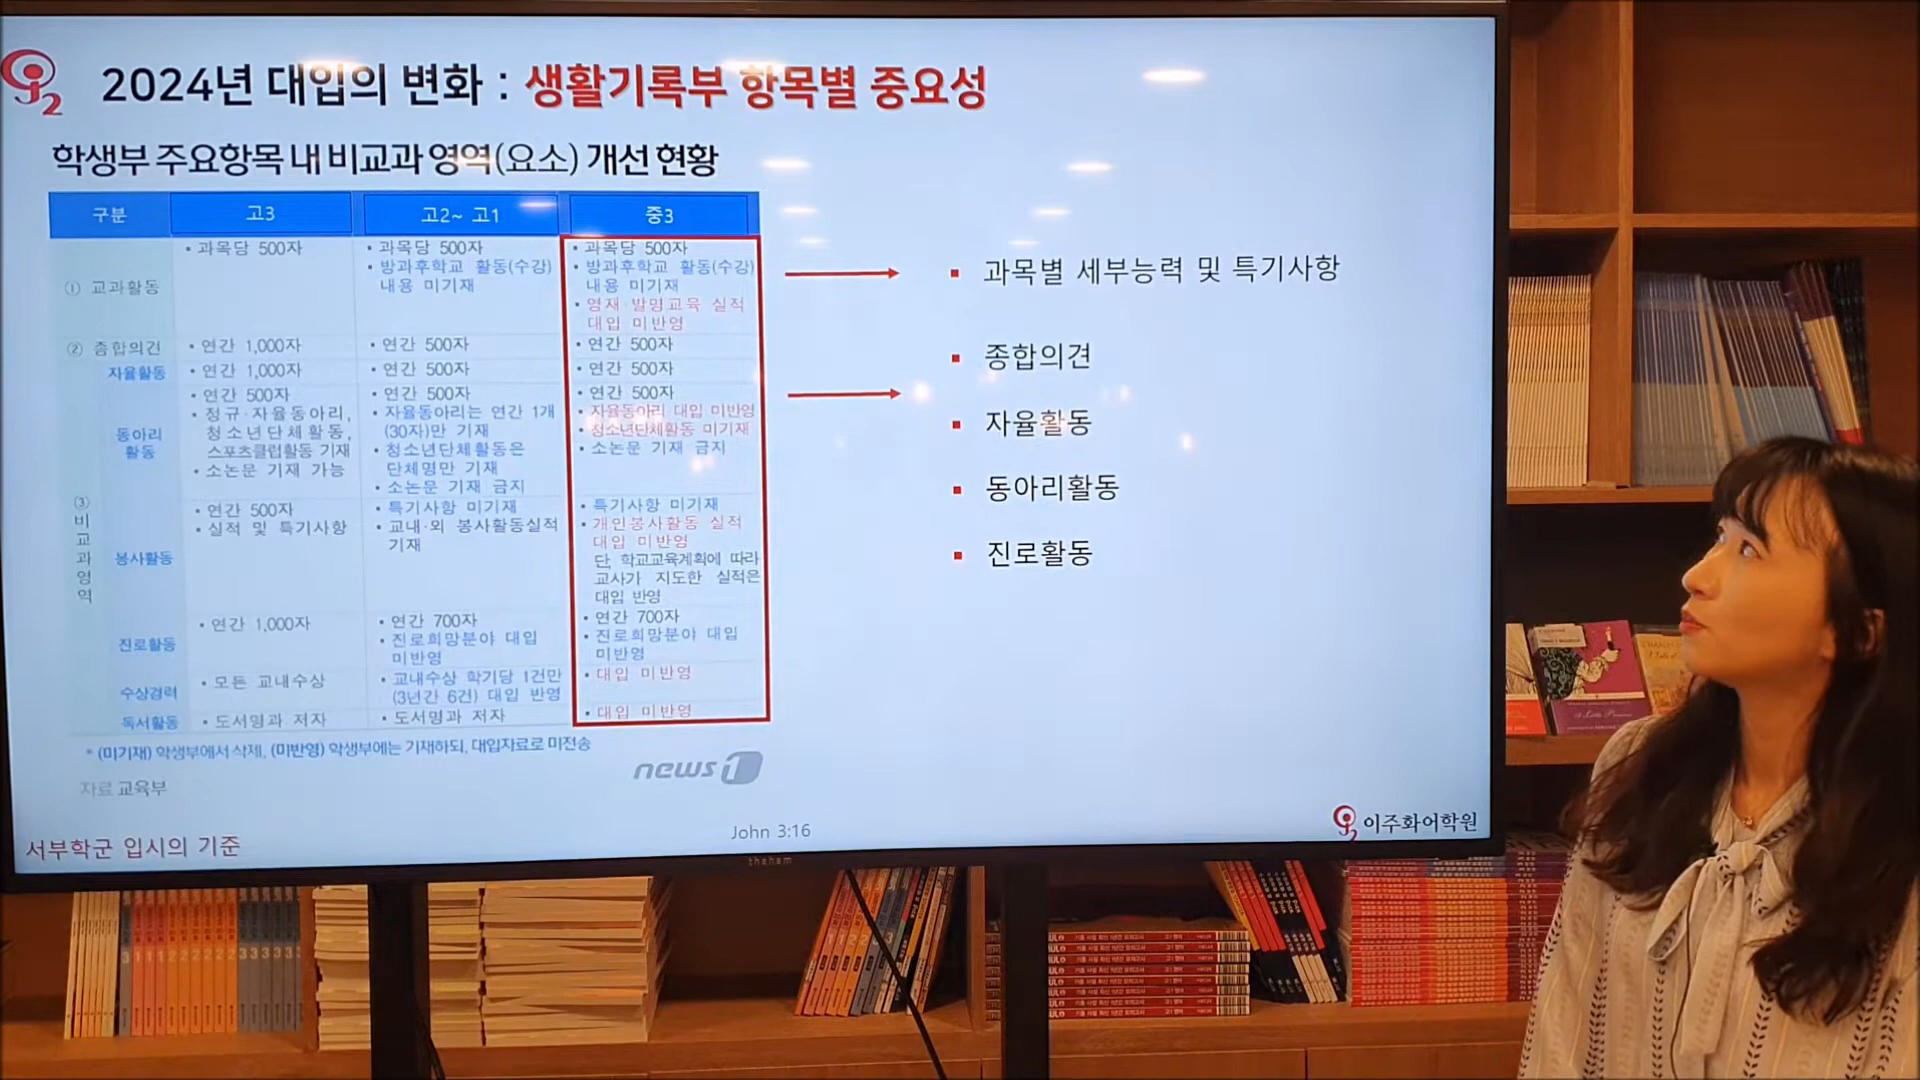 2024년 대입의 변화 : 생활기록부 항목별 중요성
학생부 주요항목 내 비교과 영역(요소) 개선 현황
구분 고3 고2~ 고1 중3
① 교과활동
• 과목당 500자
• 과목당 500자
• 방과후학교 활동(수강)
내용 미기재
• 과목당 500자
• 방과후학교 활동(수강)
내용 미기재
• 영재·발명교육 실적
대입 미반영
② 종합의견 • 연간 1,000자 • 연간 500자 • 연간 500자
③ 비교과영역
자율활동 • 연간 1,000자 • 연간 500자 • 연간 500자
동아리
활동
• 연간 500자
• 정규·자율동아리,
청소년단체활동,
스포츠클럽활동 기재
• 소논문 기재 가능
• 연간 500자
• 자율동아리는 연간 1개
(30자)만 기재
• 청소년단체활동은
단체명만 기재
• 소논문 기재 금지
• 연간 500자
• 자율동아리 대입 미반영
• 청소년단체활동 미기재
• 소논문 기재 금지
봉사활동
• 연간 500자
• 실적 및 특기사항
• 특기사항 미기재
• 교내·외 봉사활동실적
기재
• 특기사항 미기재
• 개인봉사활동 실적
대입 미반영
단, 학교교육계획에 따라
교사가 지도한 실적은
대입 반영
진로활동
• 연간 1,000자
• 연간 700자
• 진로희망분야 대입
미반영
• 연간 700자
• 진로희망분야 대입
미반영
수상경력
• 모든 교내수상
• 교내수상 학기당 1건만
(3년간 6건) 대입 반영
• 대입 미반영
독서활동 • 도서명과 저자 • 도서명과 저자 • 대입 미반영
* (미기재) 학생부에서 삭제, (미반영) 학생부에는 기재하되, 대입자료로 미전송
자료 교육부
news1
▪ 과목별 세부능력 및 특기사항
▪ 종합의견
▪ 자율활동
▪ 동아리활동
▪ 진로활동
서부학군 입시의 기준
John 3:16
이주화어학원
theham